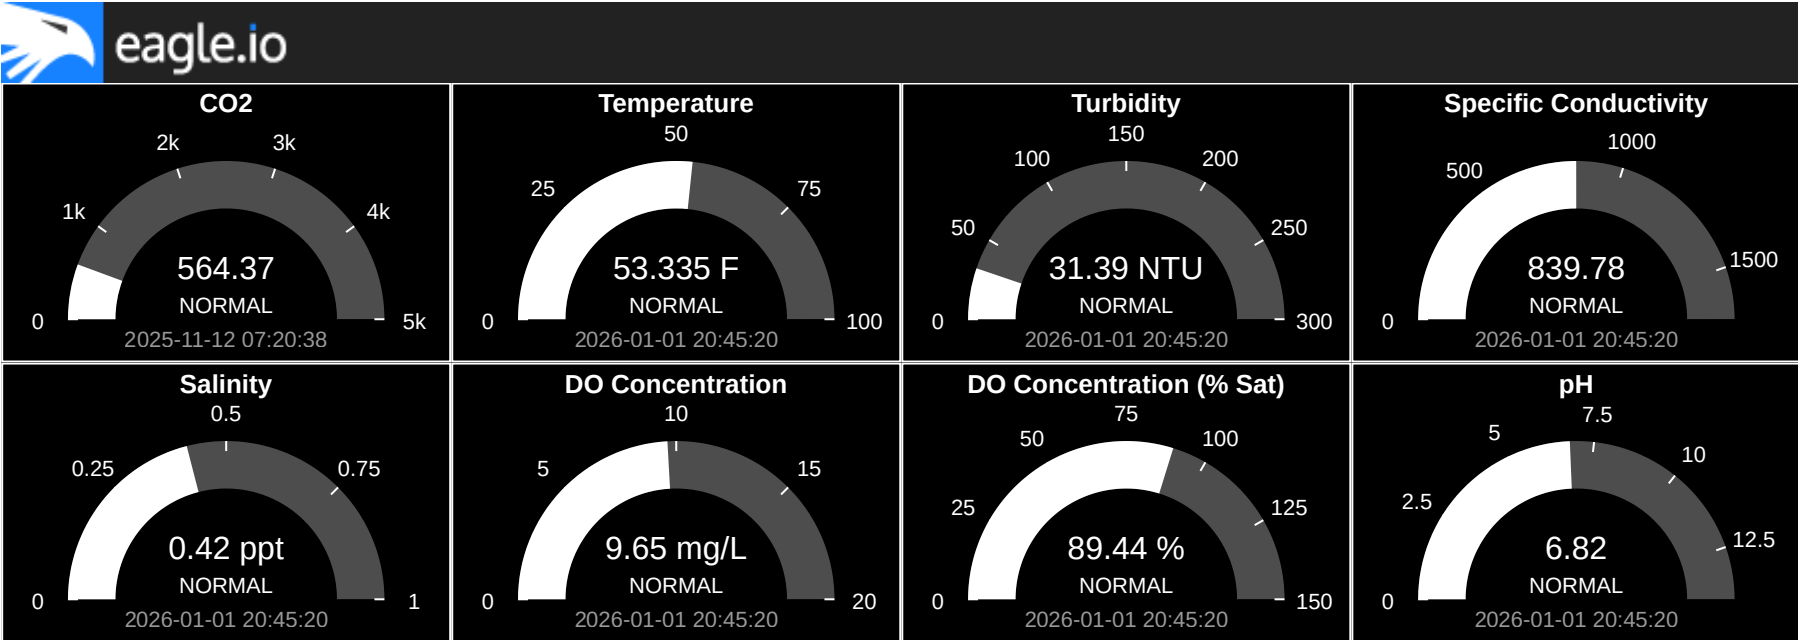 eagle.io
CO2
2k
3k
1k
4k
564.37
NORMAL
0
5k
2025-11-12 07:20:38
Temperature
50
25
75
53.335 F
NORMAL
0
100
2026-01-01 20:45:20
Turbidity
150
100
200
50
250
31.39 NTU
NORMAL
0
300
2026-01-01 20:45:20
Specific Conductivity
1000
500
1500
839.78
NORMAL
0
2026-01-01 20:45:20
Salinity
0.5
0.25
0.75
0.42 ppt
NORMAL
0
1
2026-01-01 20:45:20
DO Concentration
10
5
15
9.65 mg/L
NORMAL
0
20
2026-01-01 20:45:20
DO Concentration (% Sat)
75
50
100
25
125
89.44 %
NORMAL
0
150
2026-01-01 20:45:20
pH
7.5
5
10
2.5
12.5
6.82
NORMAL
0
2026-01-01 20:45:20